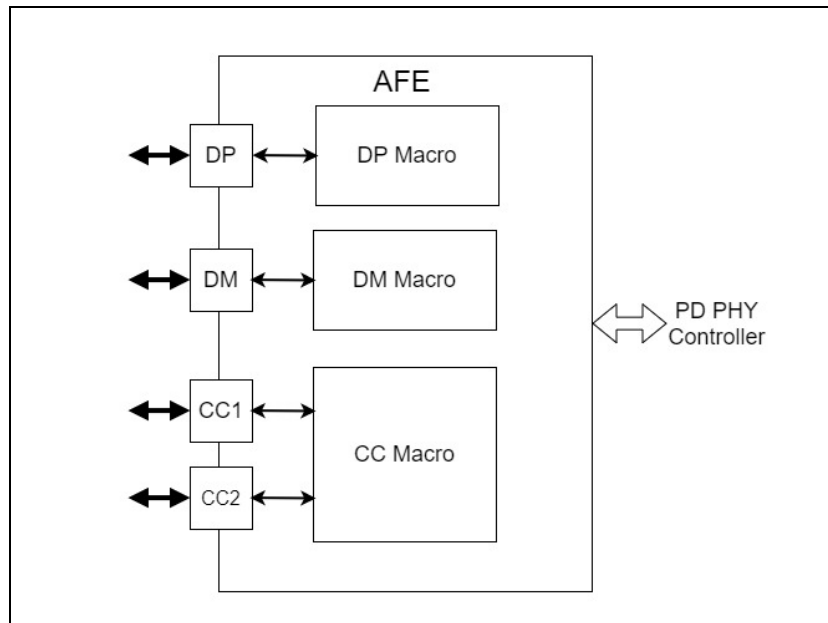 AFE
DP
DP Macro
DM
DM Macro
PD PHY
Controller
CC1
CC Macro
CC2